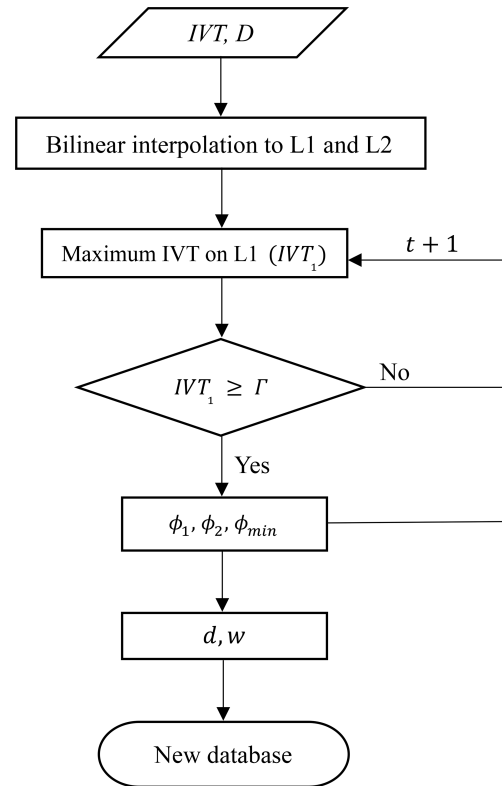 IVT, D
Bilinear interpolation to L1 and L2
Maximum IVT on L1 (IVT₁)
t + 1
IVT₁ ≥ Γ
No
Yes
ϕ₁, ϕ₂, ϕₘᵢₙ
d, w
New database